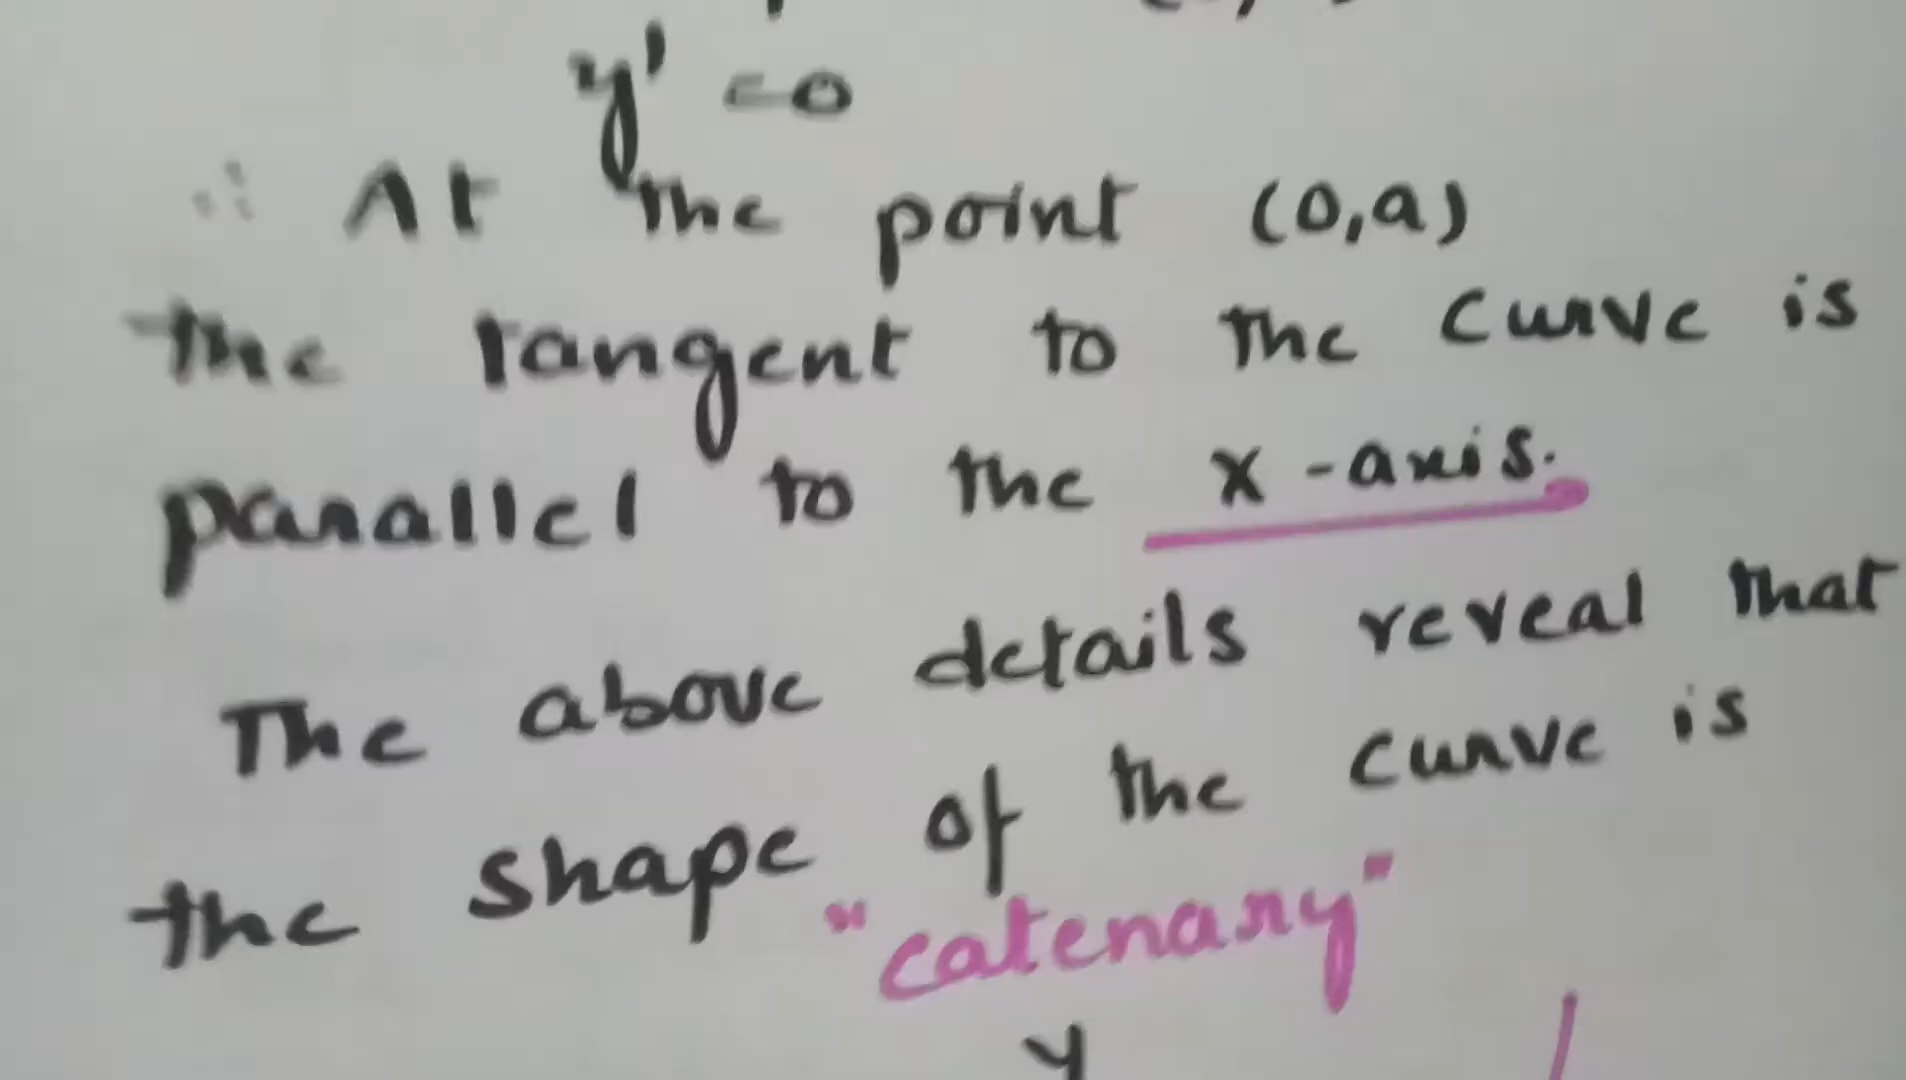 y' = 0
∴ At the point (0,a)
the tangent to the curve is
parallel to the x-axis.
The above details reveal that
the shape of the curve is
"catenary"
y